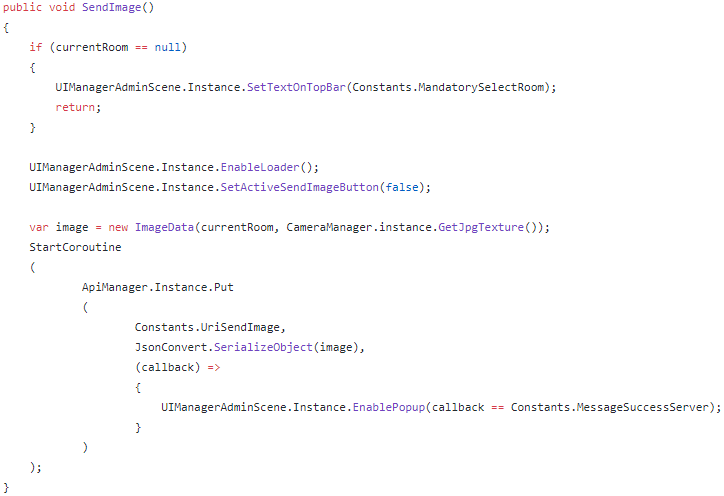 public void SendImage()
{
    if (currentRoom == null)
    {
        UIManagerAdminScene.Instance.SetTextOnTopBar(Constants.MandatorySelectRoom);
        return;
    }

    UIManagerAdminScene.Instance.EnableLoader();
    UIManagerAdminScene.Instance.SetActiveSendImageButton(false);

    var image = new ImageData(currentRoom, CameraManager.instance.GetJpgTexture());
    StartCoroutine
    (
            ApiManager.Instance.Put
            (
                    Constants.UriSendImage,
                    JsonConvert.SerializeObject(image),
                    (callback) =>
                    {
                        UIManagerAdminScene.Instance.EnablePopup(callback == Constants.MessageSuccessServer);
                    }
            )
    );
}